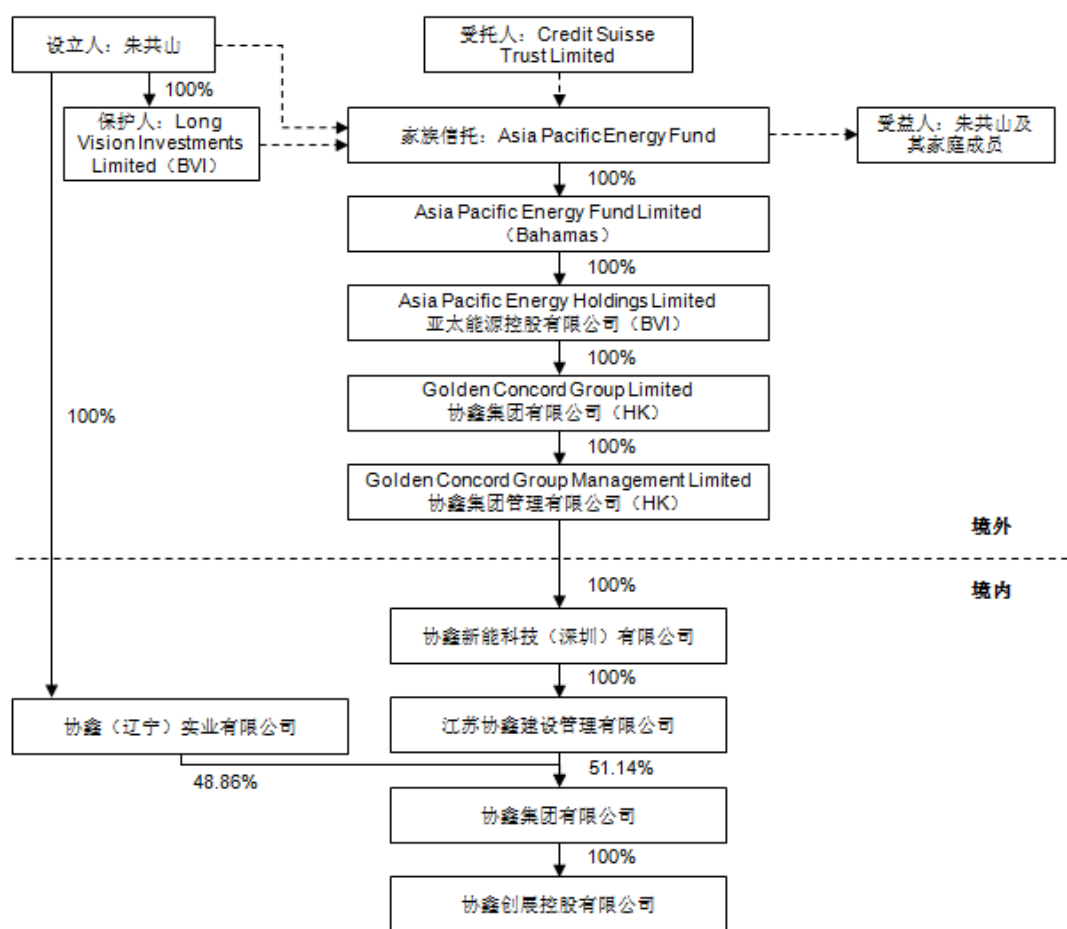 设立人：朱共山
受托人：Credit Suisse
Trust Limited
100%
保护人：Long
Vision Investments
Limited（BVI）
家族信托：Asia Pacific Energy Fund
受益人：朱共山及
其家庭成员
100%
Asia Pacific Energy Fund Limited
（Bahamas）
100%
Asia Pacific Energy Holdings Limited
亚太能源控股有限公司（BVI）
100%
100%
Golden Concord Group Limited
协鑫集团有限公司（HK）
100%
Golden Concord Group Management Limited
协鑫集团管理有限公司（HK）
境外
100%
境内
协鑫新能科技（深圳）有限公司
100%
协鑫（辽宁）实业有限公司
江苏协鑫建设管理有限公司
48.86%
51.14%
协鑫集团有限公司
100%
协鑫创展控股有限公司